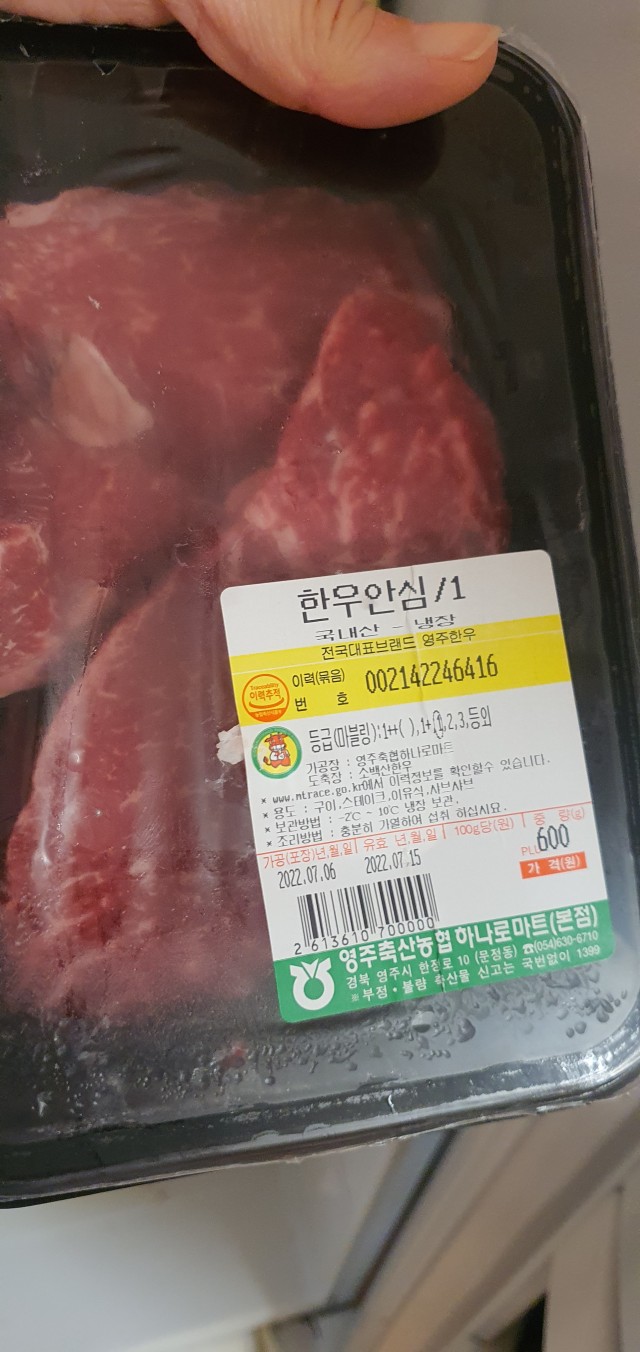 한우안심/1
국내산 - 냉장
전국대표브랜드 영주한우
Traceability
이력추적
이력(묶음)
번 호 002142246416
등급(마블링):1++( ),1+,1,2,3,등외
가공장 : 영주축협하나로마트
도축장 : 소백산한우
* www.mtrace.go.kr에서 이력정보를 확인할수 있습니다.
* 용도 : 구이,스테이크,이유식,샤브샤브
* 보관방법 : -2℃ ~ 10℃ 냉장 보관.
* 조리방법 : 충분히 가열하여 섭취 하십시요.
가공(포장)년,월,일 유효 년,월,일 100g당(원) 중 량(g)
2022.07.06 2022.07.15 600
가 격(원)
2 613610 700000
영주축산농협 하나로마트(본점)
경북 영주시 한정로 10 (문정동) ☎(054)630-6710
※ 부정·불량 축산물 신고는 국번없이 1399